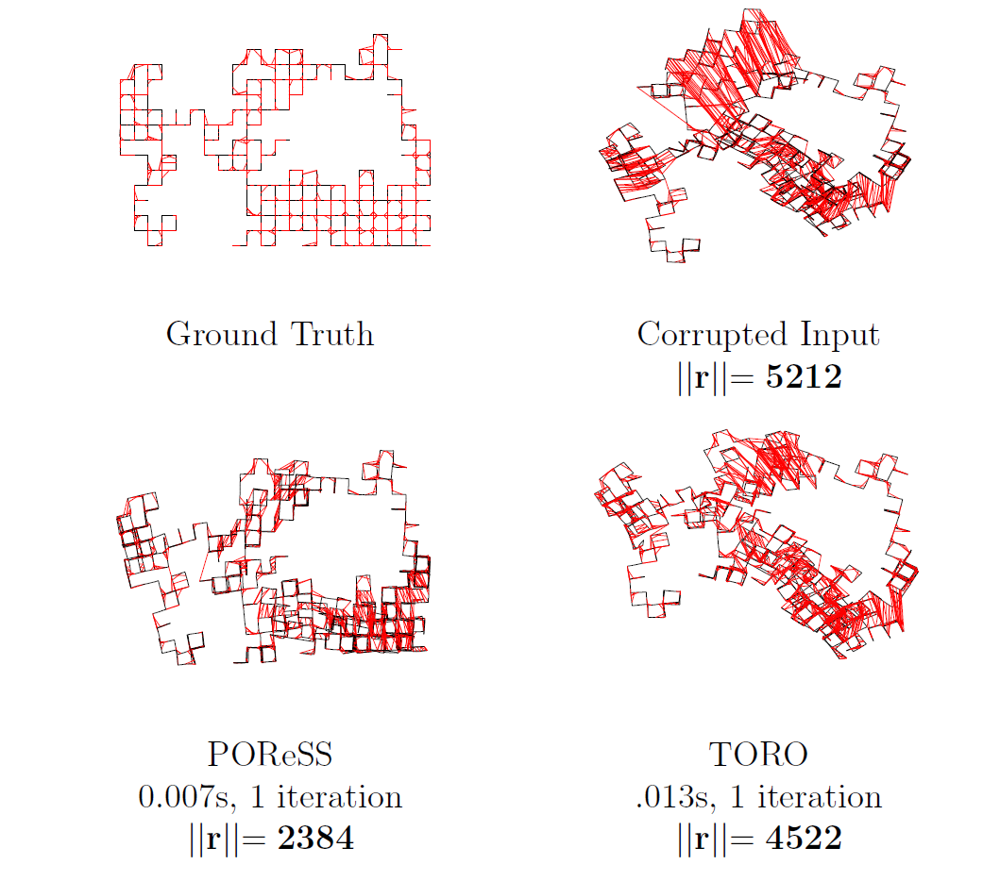 Ground Truth
Corrupted Input
||r||= 5212
POReSS
0.007s, 1 iteration
||r||= 2384
TORO
.013s, 1 iteration
||r||= 4522